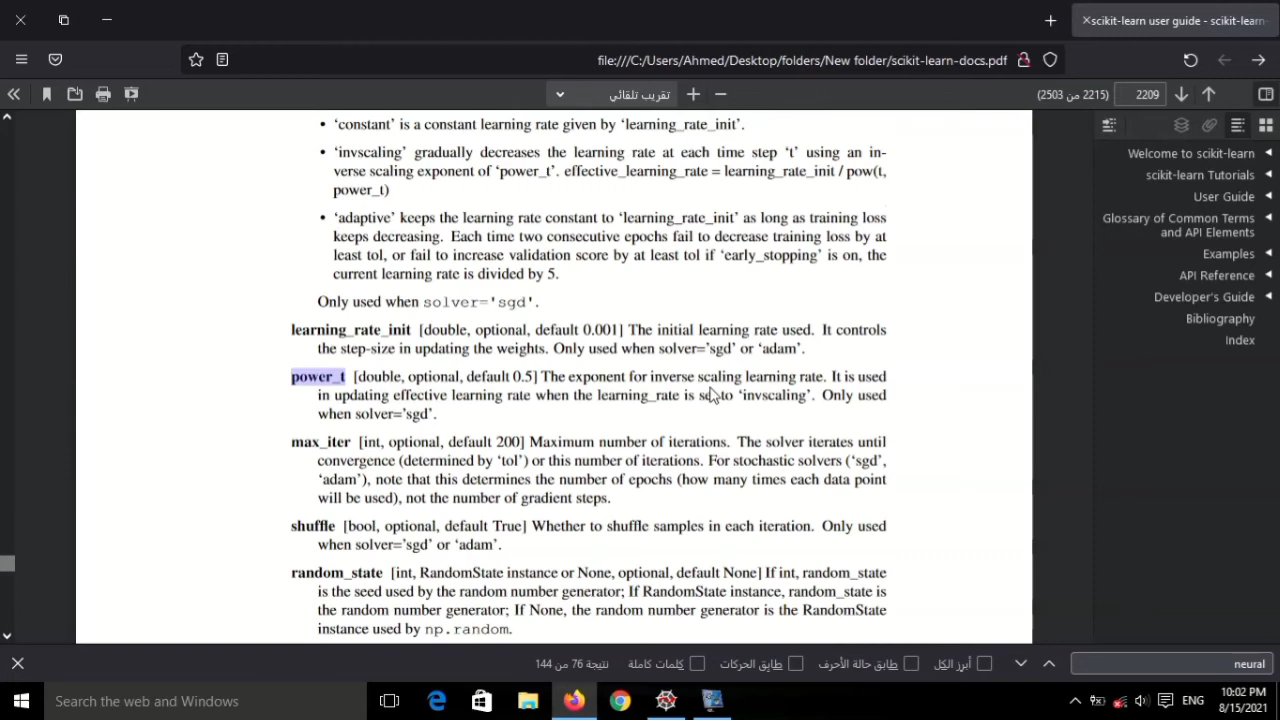 scikit-learn user guide - scikit-learn
file:///C:/Users/Ahmed/Desktop/folders/New folder/scikit-learn-docs.pdf
تقريب تلقائي
2209
(2215 من 2503)
• ‘constant’ is a constant learning rate given by ‘learning_rate_init’.
• ‘invscaling’ gradually decreases the learning rate at each time step ‘t’ using an in-
verse scaling exponent of ‘power_t’. effective_learning_rate = learning_rate_init / pow(t,
power_t)
• ‘adaptive’ keeps the learning rate constant to ‘learning_rate_init’ as long as training loss
keeps decreasing. Each time two consecutive epochs fail to decrease training loss by at
least tol, or fail to increase validation score by at least tol if ‘early_stopping’ is on, the
current learning rate is divided by 5.
Only used when solver='sgd'.
learning_rate_init [double, optional, default 0.001] The initial learning rate used. It controls
the step-size in updating the weights. Only used when solver=’sgd’ or ‘adam’.
power_t [double, optional, default 0.5] The exponent for inverse scaling learning rate. It is used
in updating effective learning rate when the learning_rate is set to ‘invscaling’. Only used
when solver=’sgd’.
max_iter [int, optional, default 200] Maximum number of iterations. The solver iterates until
convergence (determined by ‘tol’) or this number of iterations. For stochastic solvers (‘sgd’,
‘adam’), note that this determines the number of epochs (how many times each data point
will be used), not the number of gradient steps.
shuffle [bool, optional, default True] Whether to shuffle samples in each iteration. Only used
when solver=’sgd’ or ‘adam’.
random_state [int, RandomState instance or None, optional, default None] If int, random_state
is the seed used by the random number generator; If RandomState instance, random_state is
the random number generator; If None, the random number generator is the RandomState
instance used by np.random.
Welcome to scikit-learn
scikit-learn Tutorials
User Guide
Glossary of Common Terms
and API Elements
Examples
API Reference
Developer's Guide
Bibliography
Index
neural
أبرز الكل
طابق حالة الأحرف
طابق الحركات
كلمات كاملة
نتيجة 76 من 144
Search the web and Windows
ENG
10:02 PM
8/15/2021